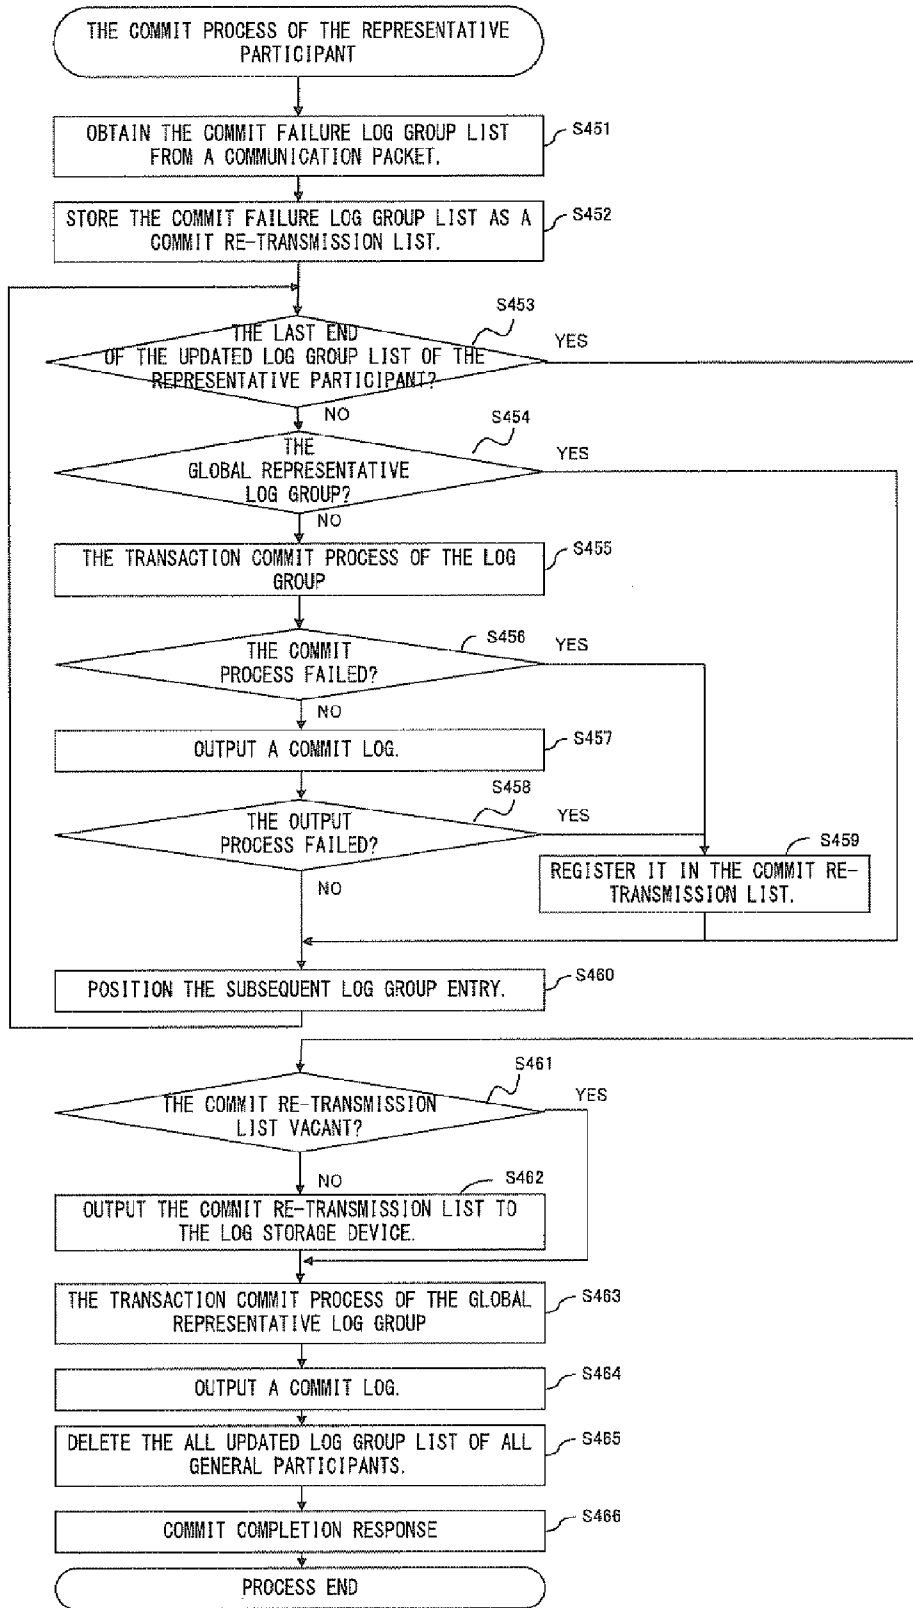 THE COMMIT PROCESS OF THE REPRESENTATIVE
PARTICIPANT
OBTAIN THE COMMIT FAILURE LOG GROUP LIST
FROM A COMMUNICATION PACKET.
S451
STORE THE COMMIT FAILURE LOG GROUP LIST AS A
COMMIT RE-TRANSMISSION LIST.
S452
S453
THE LAST END
OF THE UPDATED LOG GROUP LIST OF THE
REPRESENTATIVE PARTICIPANT?
YES
NO
S454
THE
GLOBAL REPRESENTATIVE
LOG GROUP?
YES
NO
THE TRANSACTION COMMIT PROCESS OF THE LOG
GROUP
S455
S456
THE COMMIT
PROCESS FAILED?
YES
NO
OUTPUT A COMMIT LOG.
S457
S458
THE OUTPUT
PROCESS FAILED?
YES
NO
S459
REGISTER IT IN THE COMMIT RE-
TRANSMISSION LIST.
POSITION THE SUBSEQUENT LOG GROUP ENTRY.
S460
S461
THE COMMIT RE-TRANSMISSION
LIST VACANT?
YES
NO
S462
OUTPUT THE COMMIT RE-TRANSMISSION LIST TO
THE LOG STORAGE DEVICE.
THE TRANSACTION COMMIT PROCESS OF THE GLOBAL
REPRESENTATIVE LOG GROUP
S463
OUTPUT A COMMIT LOG.
S464
DELETE THE ALL UPDATED LOG GROUP LIST OF ALL
GENERAL PARTICIPANTS.
S465
COMMIT COMPLETION RESPONSE
S466
PROCESS END